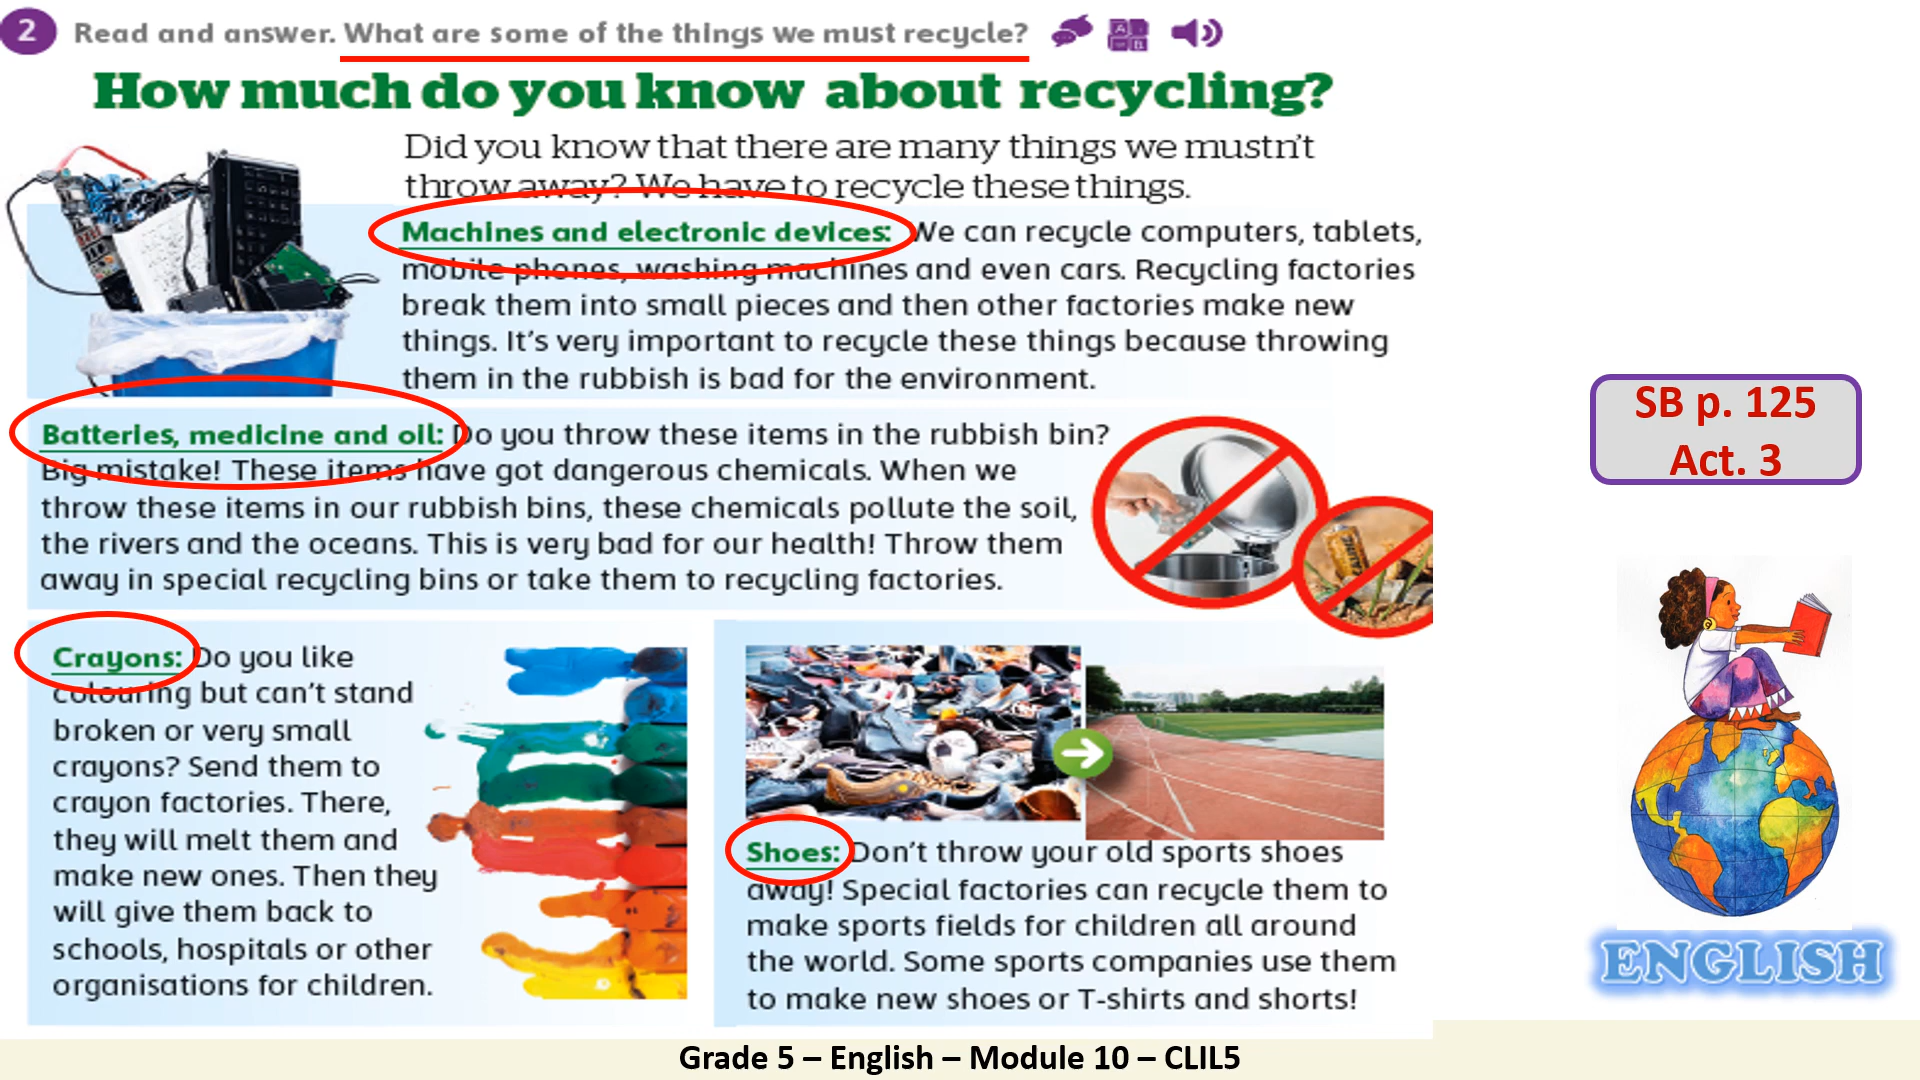 2 Read and answer. What are some of the things we must recycle?
How much do you know about recycling?
Did you know that there are many things we mustn't
throw away? We have to recycle these things.
Machines and electronic devices: We can recycle computers, tablets,
mobile phones, washing machines and even cars. Recycling factories
break them into small pieces and then other factories make new
things. It's very important to recycle these things because throwing
them in the rubbish is bad for the environment.
Batteries, medicine and oil: Do you throw these items in the rubbish bin?
Big mistake! These items have got dangerous chemicals. When we
throw these items in our rubbish bins, these chemicals pollute the soil,
the rivers and the oceans. This is very bad for our health! Throw them
away in special recycling bins or take them to recycling factories.
Crayons: Do you like
colouring but can't stand
broken or very small
crayons? Send them to
crayon factories. There,
they will melt them and
make new ones. Then they
will give them back to
schools, hospitals or other
organisations for children.
Shoes: Don't throw your old sports shoes
away! Special factories can recycle them to
make sports fields for children all around
the world. Some sports companies use them
to make new shoes or T-shirts and shorts!
SB p. 125
Act. 3
ENGLISH
Grade 5 – English – Module 10 – CLIL5